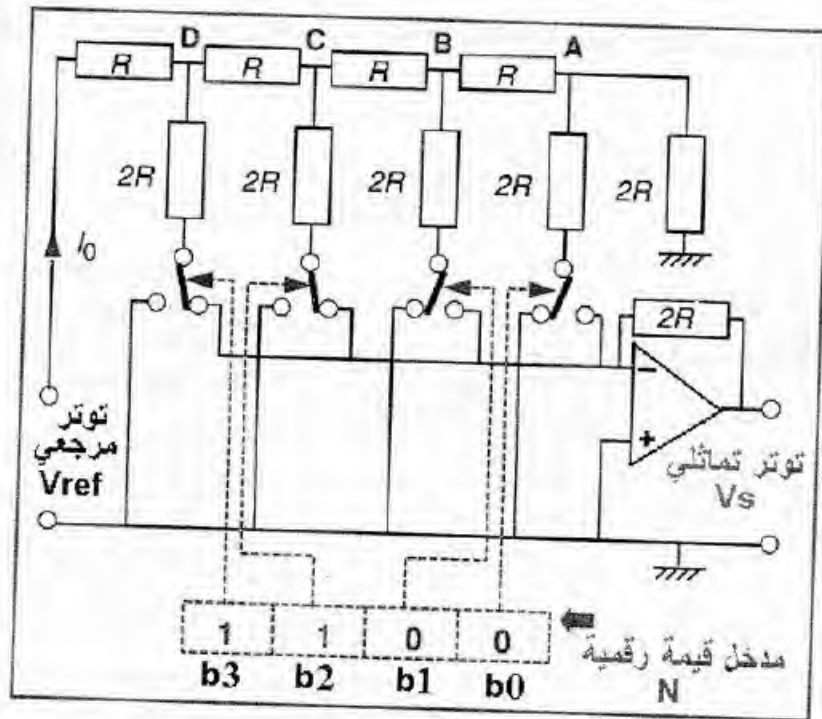 D C B A
R R R R
2R 2R 2R 2R 2R
I0
2R
−
+
توتر
مرجعي
Vref
توتر تماثلي
Vs
1 1 0 0
b3 b2 b1 b0
مدخل قيمة رقمية
N